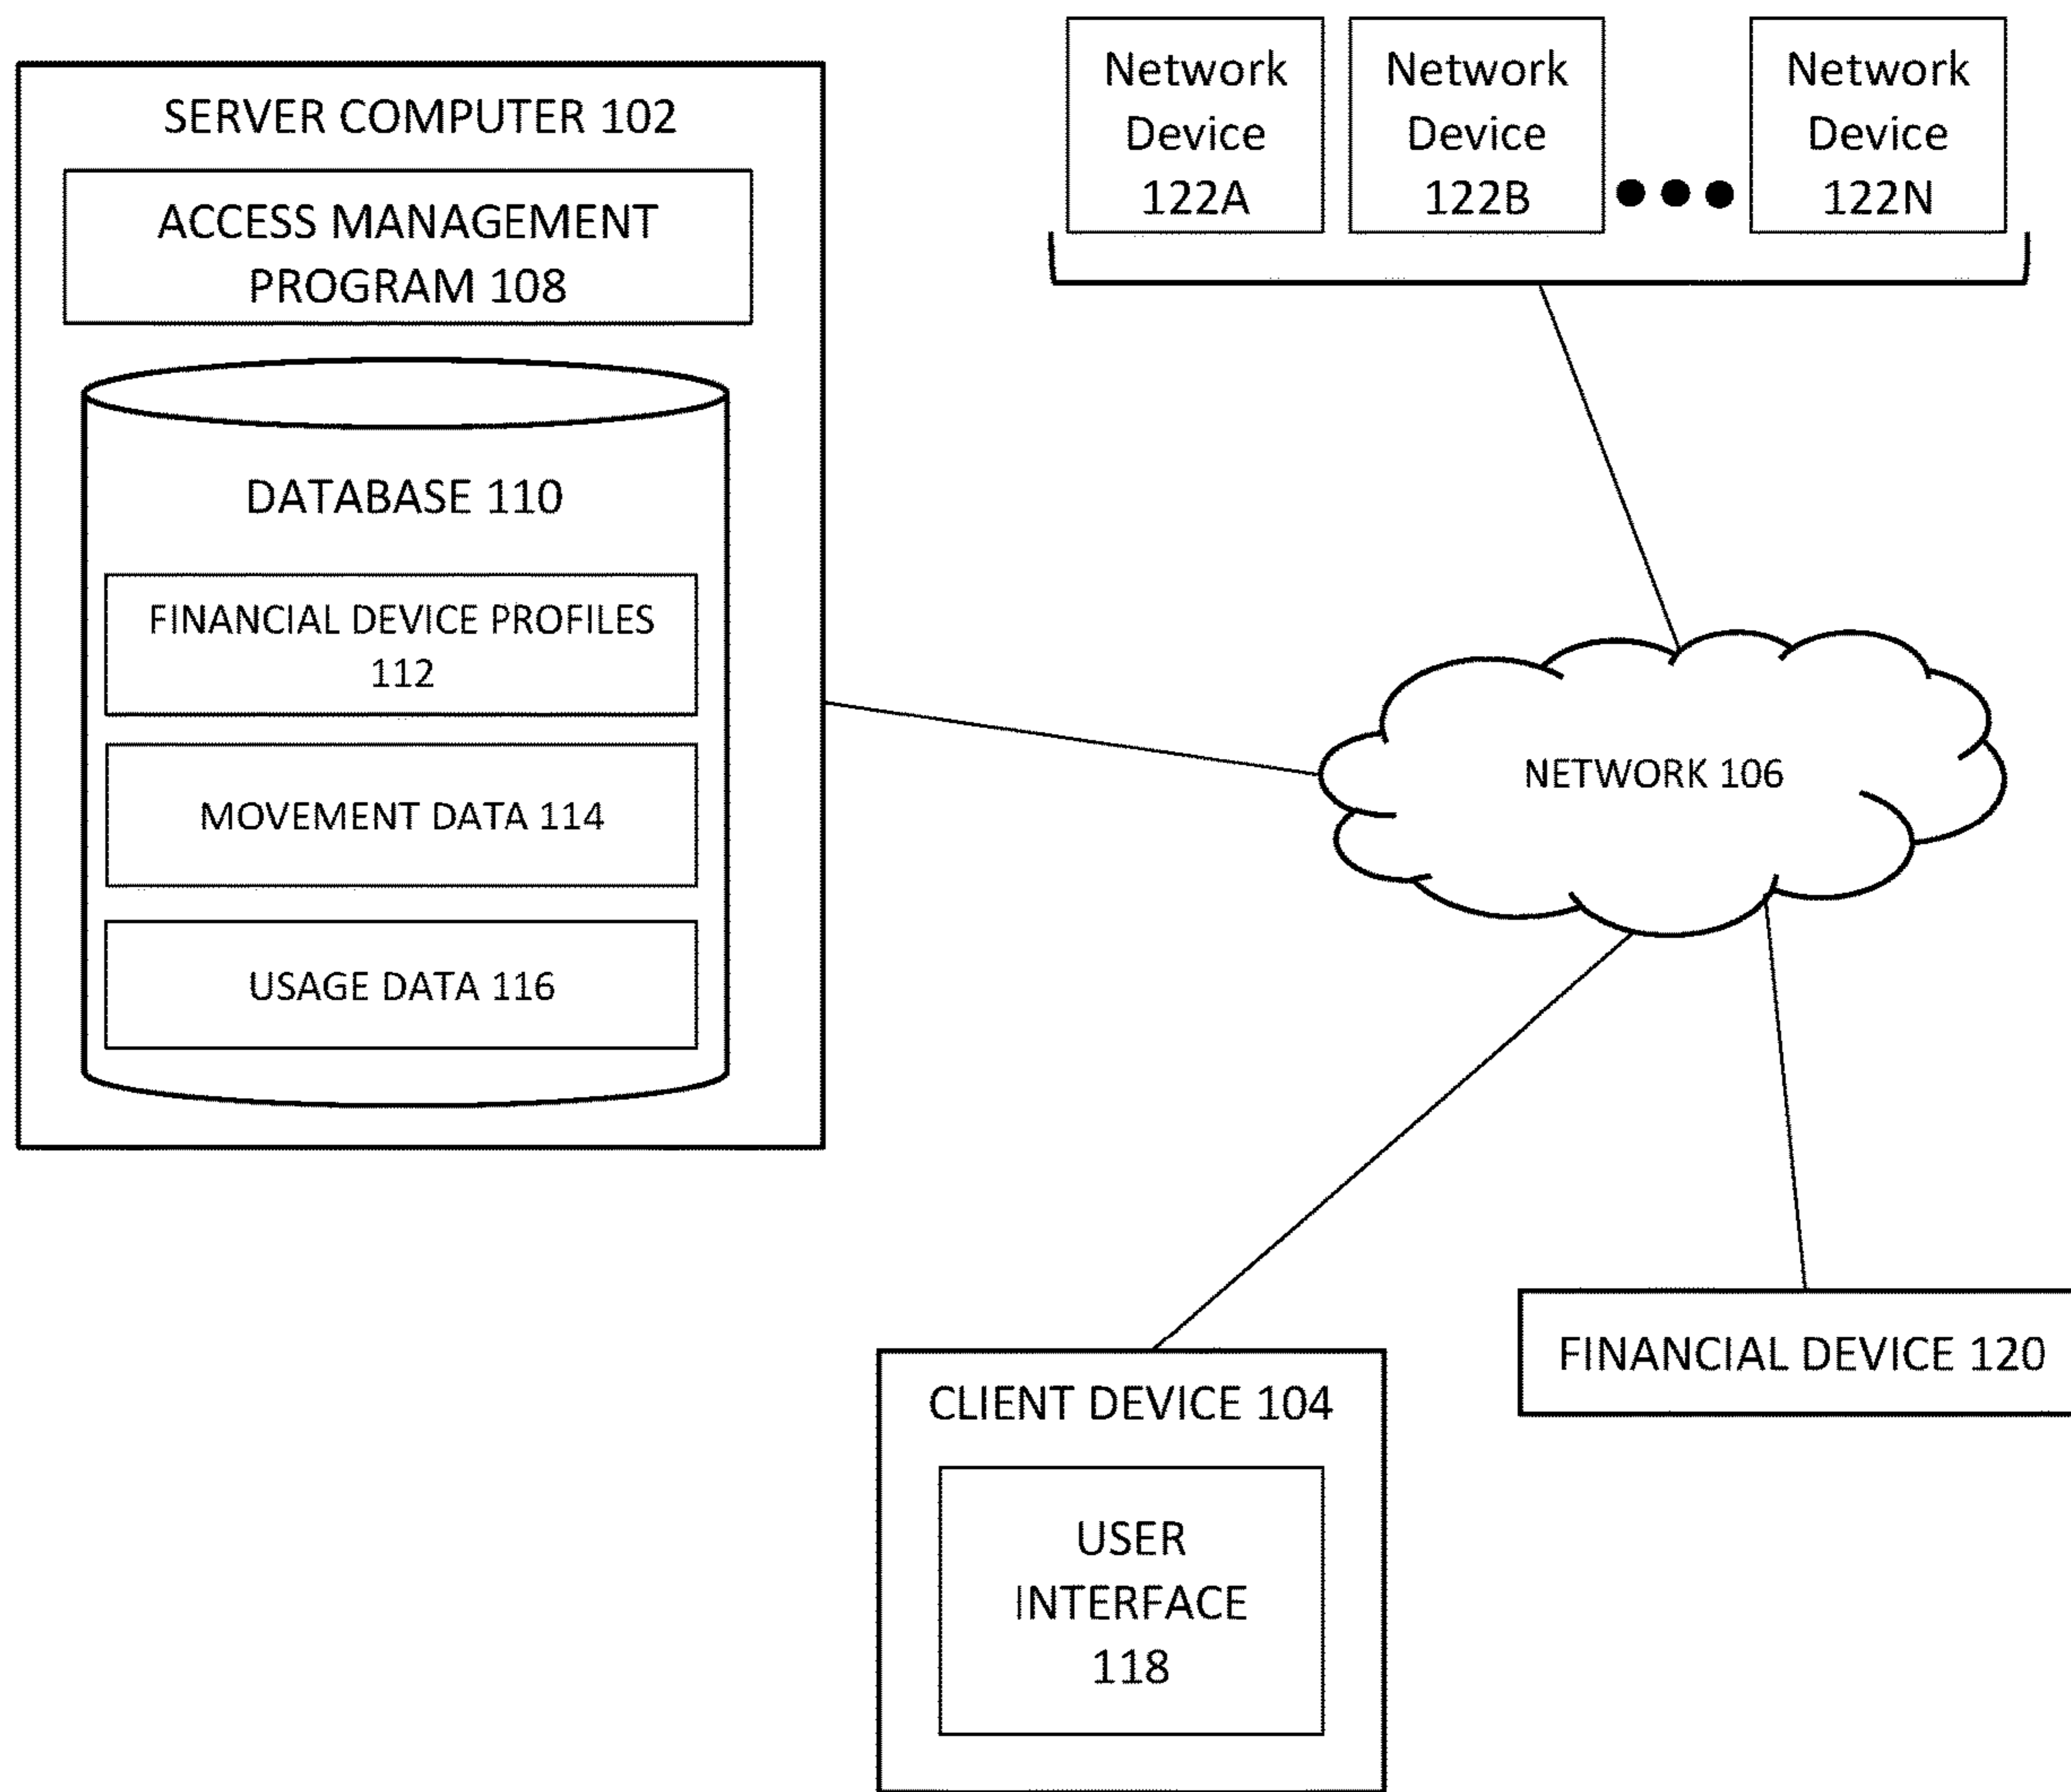 SERVER COMPUTER 102
ACCESS MANAGEMENT
PROGRAM 108
DATABASE 110
FINANCIAL DEVICE PROFILES
112
MOVEMENT DATA 114
USAGE DATA 116
Network
Device
122A
Network
Device
122B
Network
Device
122N
NETWORK 106
CLIENT DEVICE 104
USER
INTERFACE
118
FINANCIAL DEVICE 120